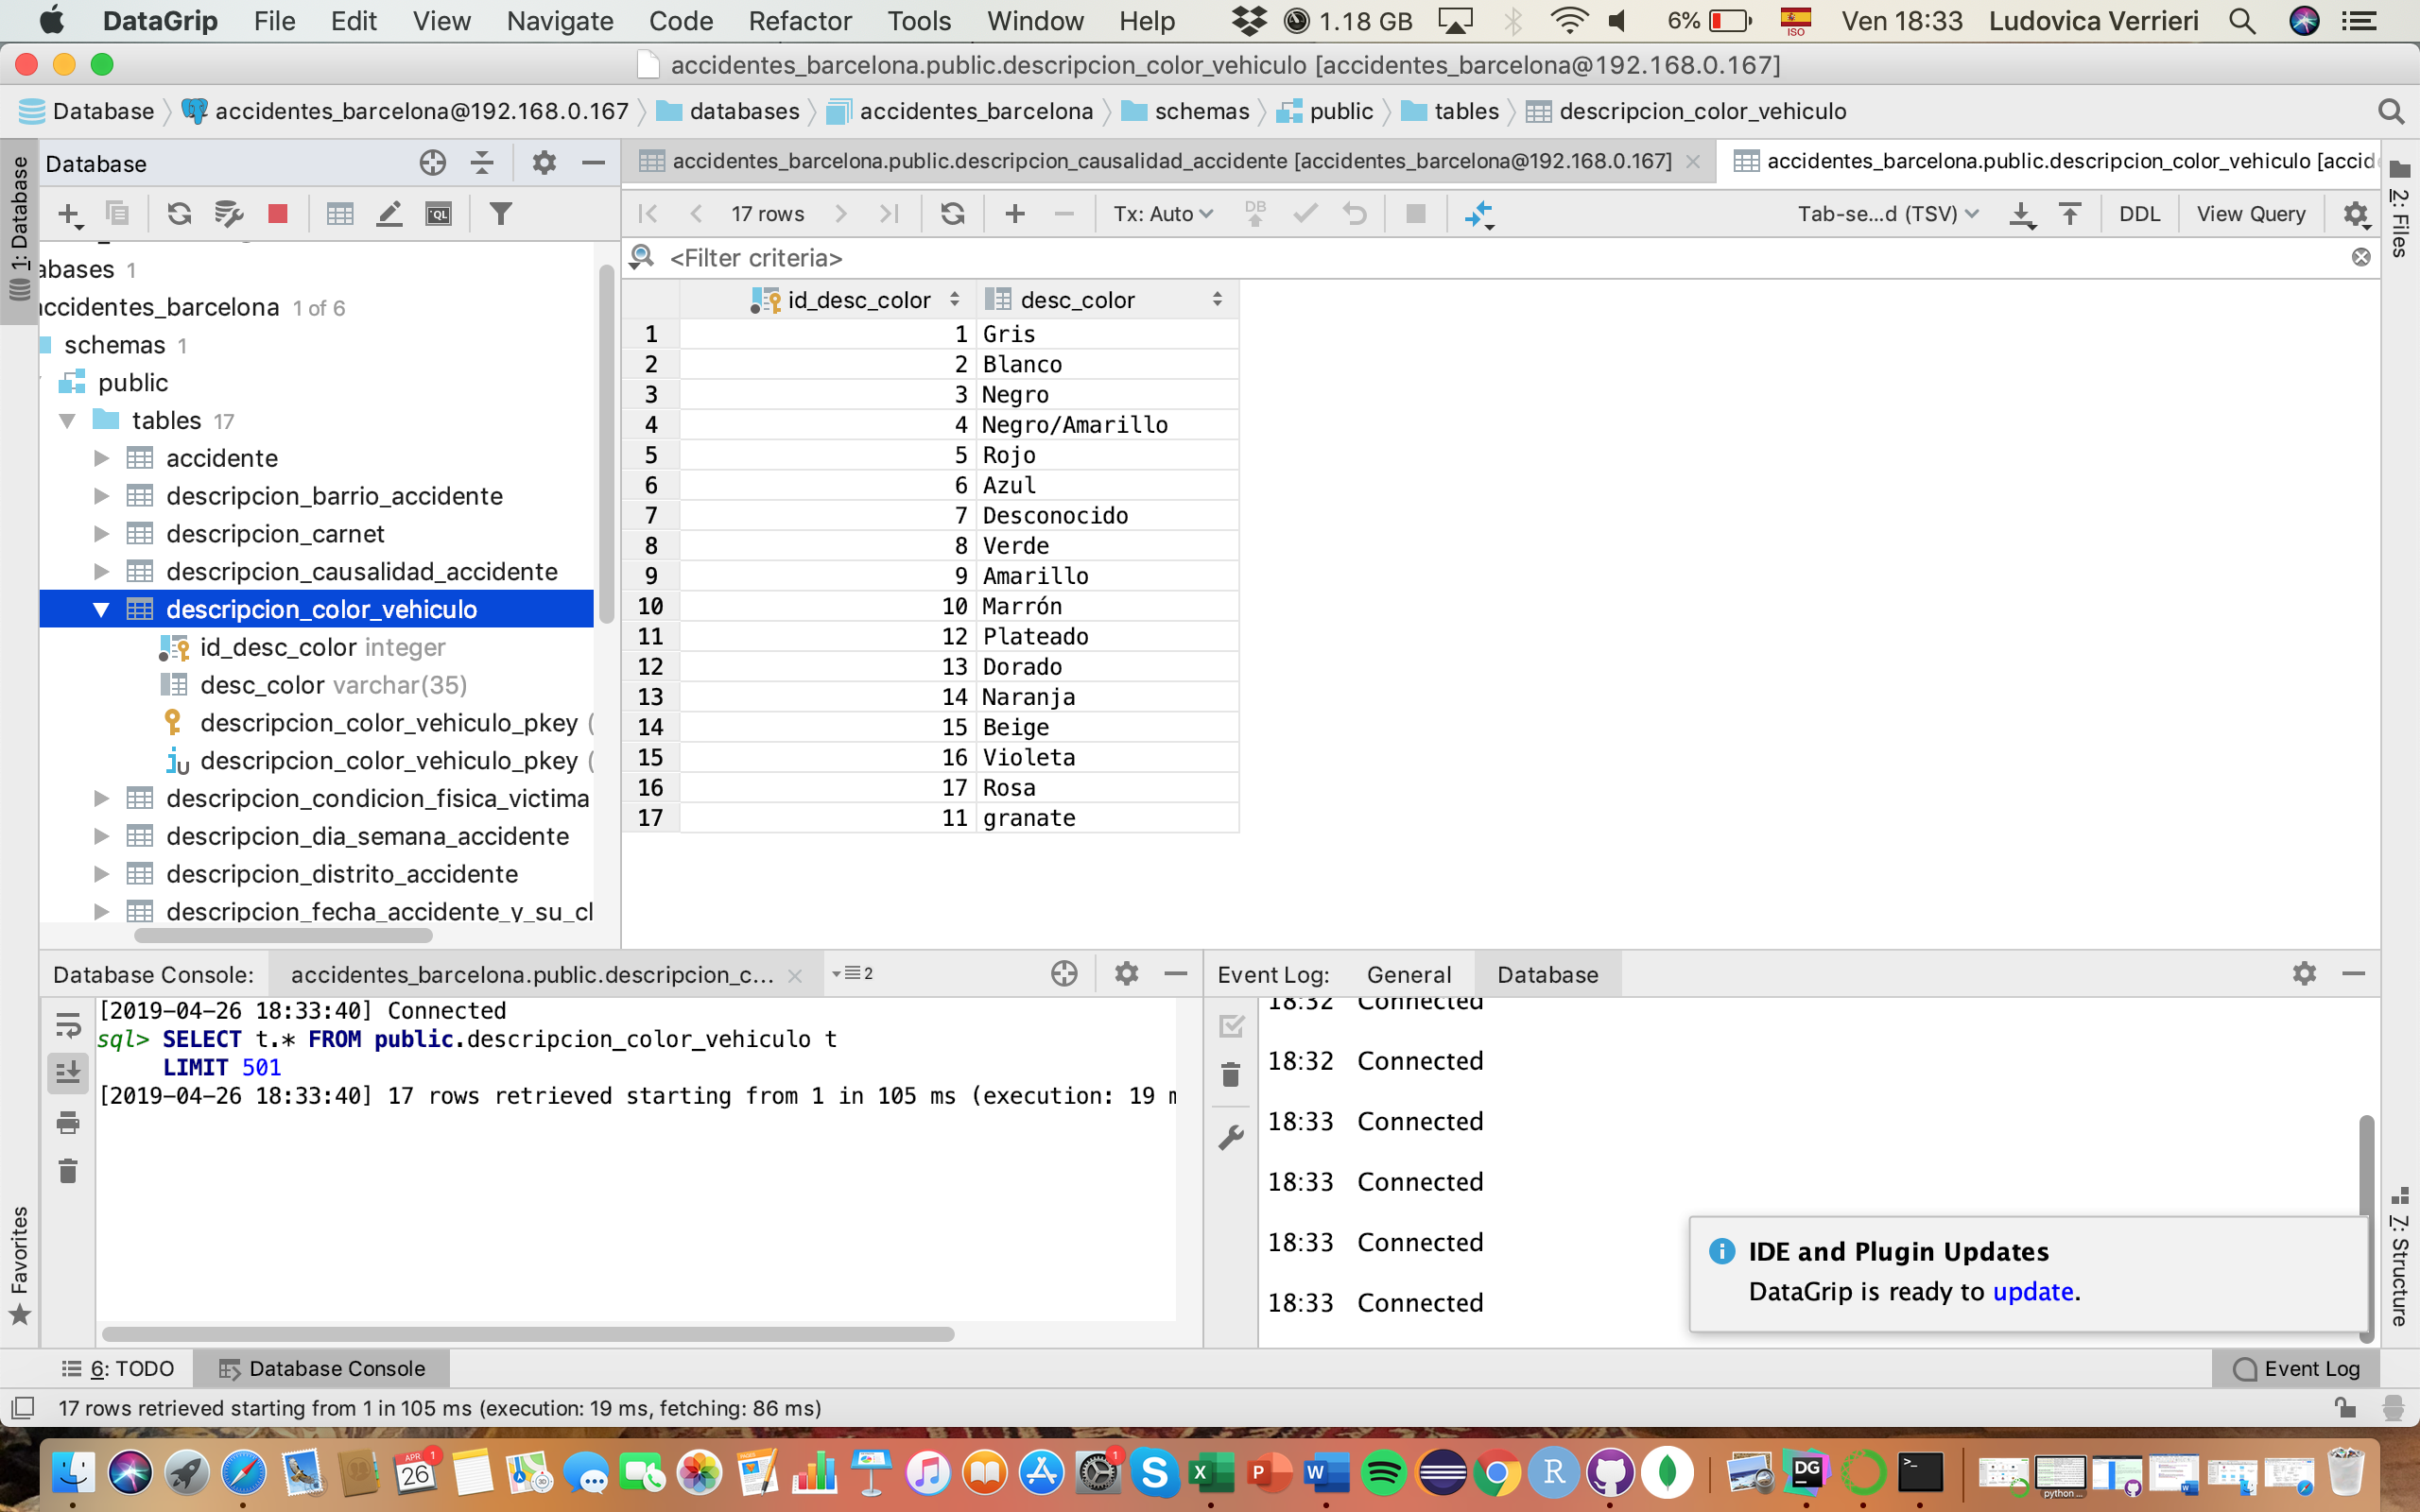 DataGrip File Edit View Navigate Code Refactor Tools Window Help 1.18 GB 6% ISO Ven 18:33 Ludovica Verrieri
accidentes_barcelona.public.descripcion_color_vehiculo [accidentes_barcelona@192.168.0.167]
Database accidentes_barcelona@192.168.0.167 databases accidentes_barcelona schemas public tables descripcion_color_vehiculo
1: Database
Database
abases 1
accidentes_barcelona 1 of 6
schemas 1
public
tables 17
accidente
descripcion_barrio_accidente
descripcion_carnet
descripcion_causalidad_accidente
descripcion_color_vehiculo
id_desc_color integer
desc_color varchar(35)
descripcion_color_vehiculo_pkey (
descripcion_color_vehiculo_pkey (
descripcion_condicion_fisica_victima
descripcion_dia_semana_accidente
descripcion_distrito_accidente
descripcion_fecha_accidente_y_su_cl
accidentes_barcelona.public.descripcion_causalidad_accidente [accidentes_barcelona@192.168.0.167] accidentes_barcelona.public.descripcion_color_vehiculo [accid
17 rows Tx: Auto DB Tab-se...d (TSV) DDL View Query
<Filter criteria>
id_desc_color desc_color
1 1 Gris
2 2 Blanco
3 3 Negro
4 4 Negro/Amarillo
5 5 Rojo
6 6 Azul
7 7 Desconocido
8 8 Verde
9 9 Amarillo
10 10 Marrón
11 12 Plateado
12 13 Dorado
13 14 Naranja
14 15 Beige
15 16 Violeta
16 17 Rosa
17 11 granate
2: Files
7: Structure
Favorites
Database Console: accidentes_barcelona.public.descripcion_c... 2
[2019-04-26 18:33:40] Connected
sql> SELECT t.* FROM public.descripcion_color_vehiculo t
LIMIT 501
[2019-04-26 18:33:40] 17 rows retrieved starting from 1 in 105 ms (execution: 19 m
Event Log: General Database
18:32 Connected
18:32 Connected
18:33 Connected
18:33 Connected
18:33 Connected
18:33 Connected
IDE and Plugin Updates
DataGrip is ready to update.
6: TODO Database Console Event Log
17 rows retrieved starting from 1 in 105 ms (execution: 19 ms, fetching: 86 ms)
APR 26 1 1 S X P W R DG >_ python ...